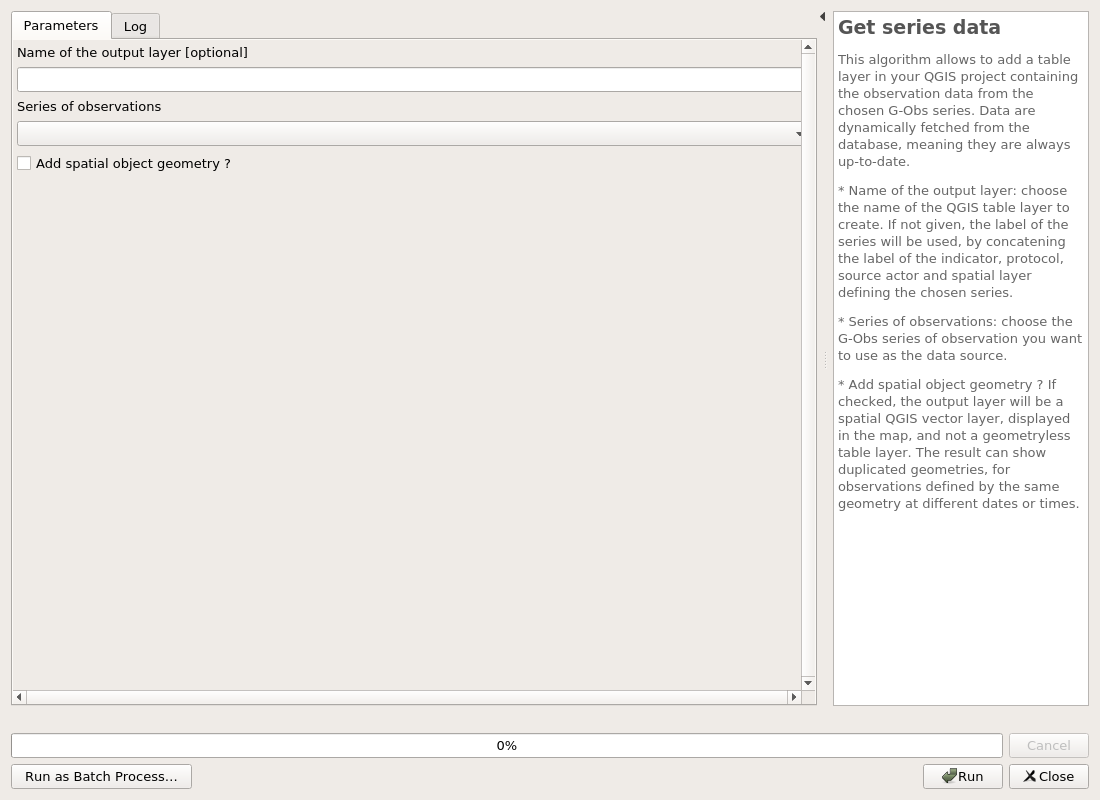 Parameters
Log
Name of the output layer [optional]
Series of observations
Add spatial object geometry ?
Get series data
This algorithm allows to add a table
layer in your QGIS project containing
the observation data from the
chosen G-Obs series. Data are
dynamically fetched from the
database, meaning they are always
up-to-date.
* Name of the output layer: choose
the name of the QGIS table layer to
create. If not given, the label of the
series will be used, by concatening
the label of the indicator, protocol,
source actor and spatial layer
defining the chosen series.
* Series of observations: choose the
G-Obs series of observation you want
to use as the data source.
* Add spatial object geometry ? If
checked, the output layer will be a
spatial QGIS vector layer, displayed
in the map, and not a geometryless
table layer. The result can show
duplicated geometries, for
observations defined by the same
geometry at different dates or times.
0%
Cancel
Run as Batch Process…
Run
Close